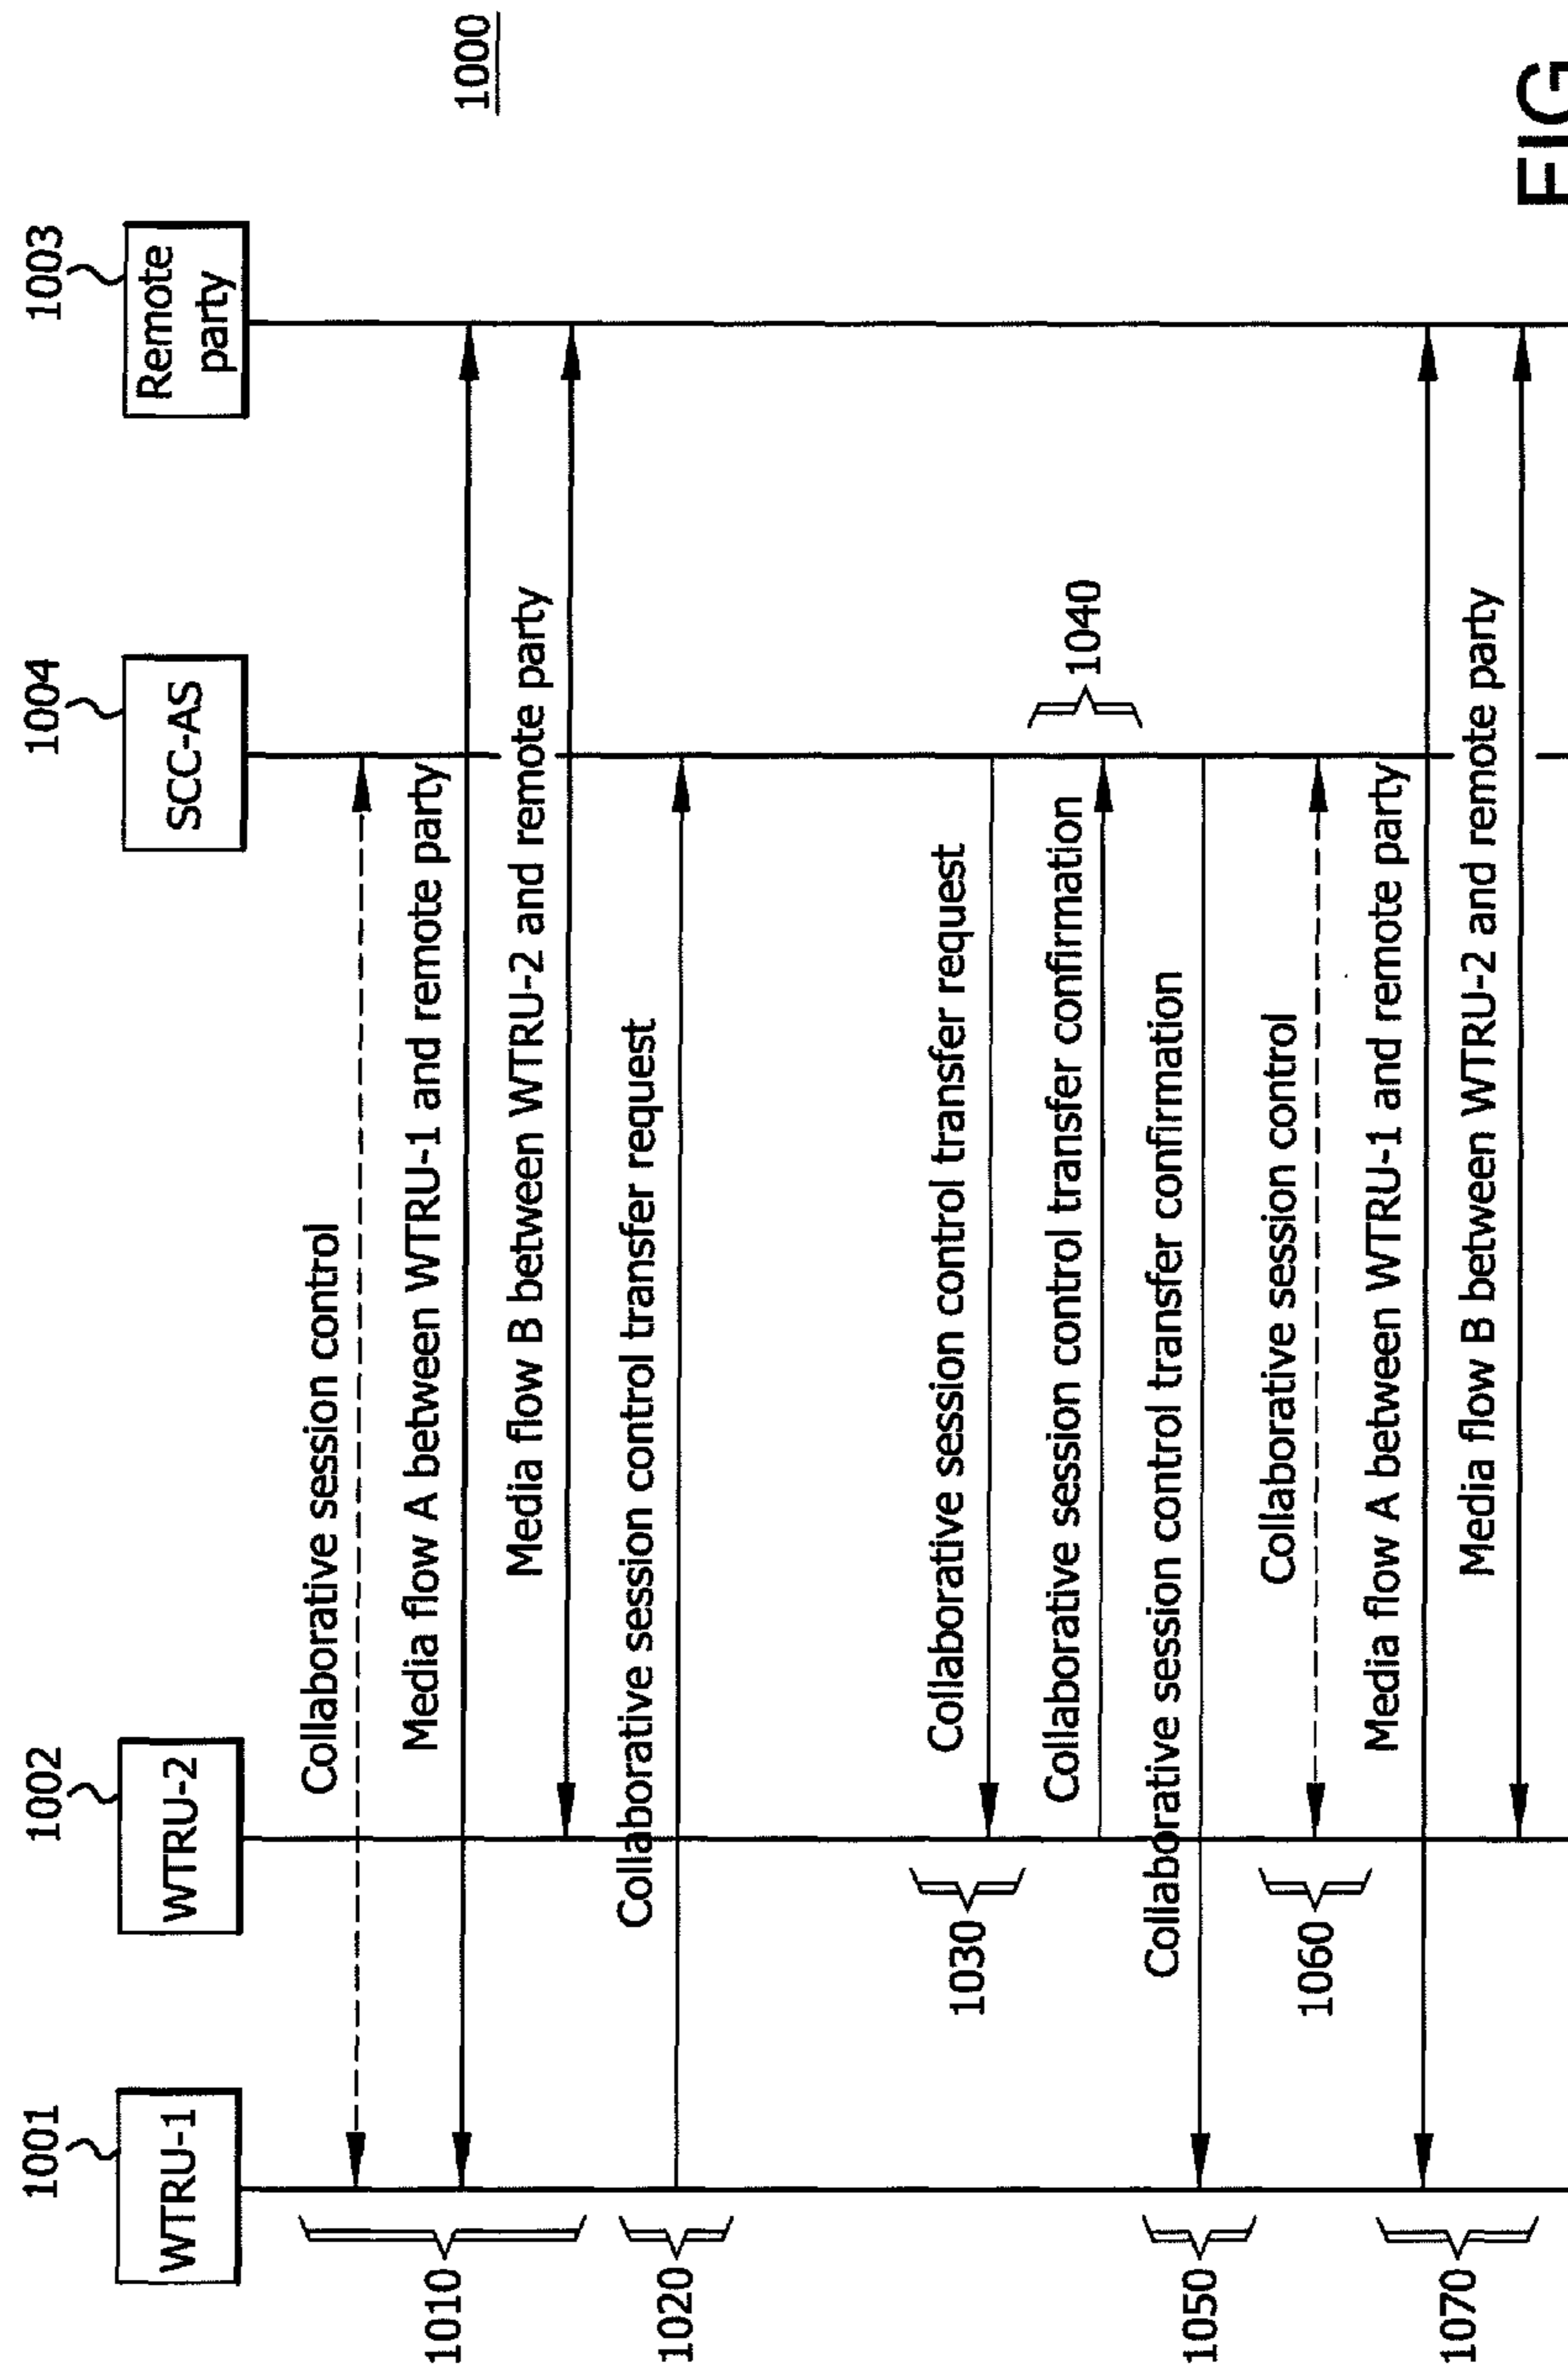 1001
1002
1004
1003
WTRU-1
WTRU-2
SCC-AS
Remote
party
1000
Collaborative session control
Media flow A between WTRU-1 and remote party
1010
Media flow B between WTRU-2 and remote party
Collaborative session control transfer request
1020
Collaborative session control transfer request
1030
Collaborative session control transfer confirmation
1040
Collaborative session control transfer confirmation
1050
Collaborative session control
1060
Media flow A between WTRU-1 and remote party
1070
Media flow B between WTRU-2 and remote party
FIG